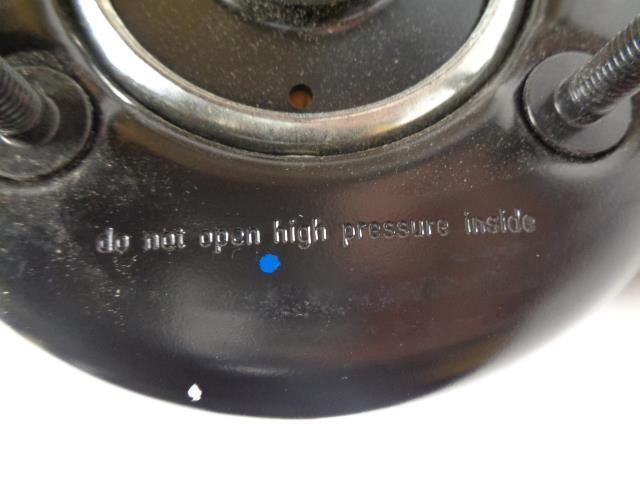 do not open high pressure inside